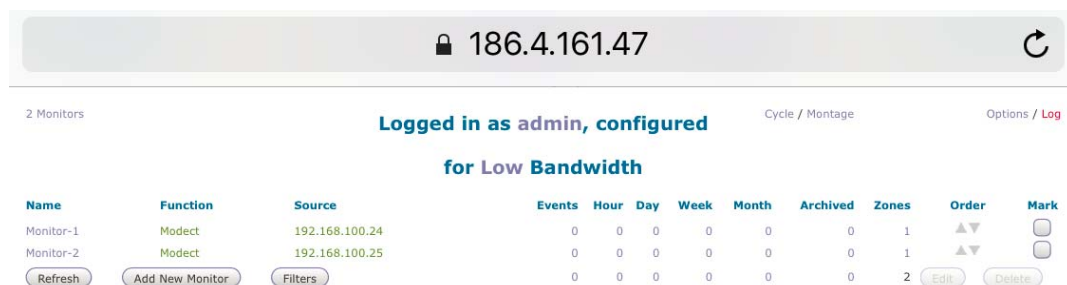 186.4.161.47
2 Monitors Logged in as admin, configured Cycle / Montage Options / Log
for Low Bandwidth
Name Function Source Events Hour Day Week Month Archived Zones Order Mark
Monitor-1 Modect 192.168.100.24 0 0 0 0 0 0 1
Monitor-2 Modect 192.168.100.25 0 0 0 0 0 0 1
Refresh Add New Monitor Filters 0 0 0 0 0 0 2 Edit Delete